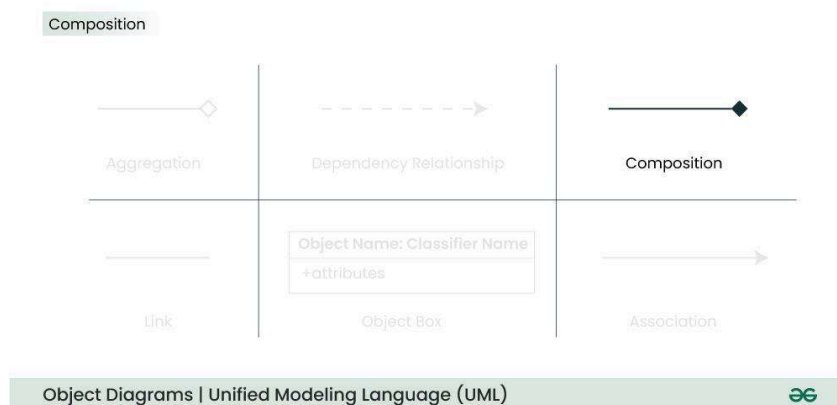 Composition
Aggregation
Dependency Relationship
Composition
Object Name: Classifier Name
+attributes
Link
Object Box
Association
Object Diagrams | Unified Modeling Language (UML)